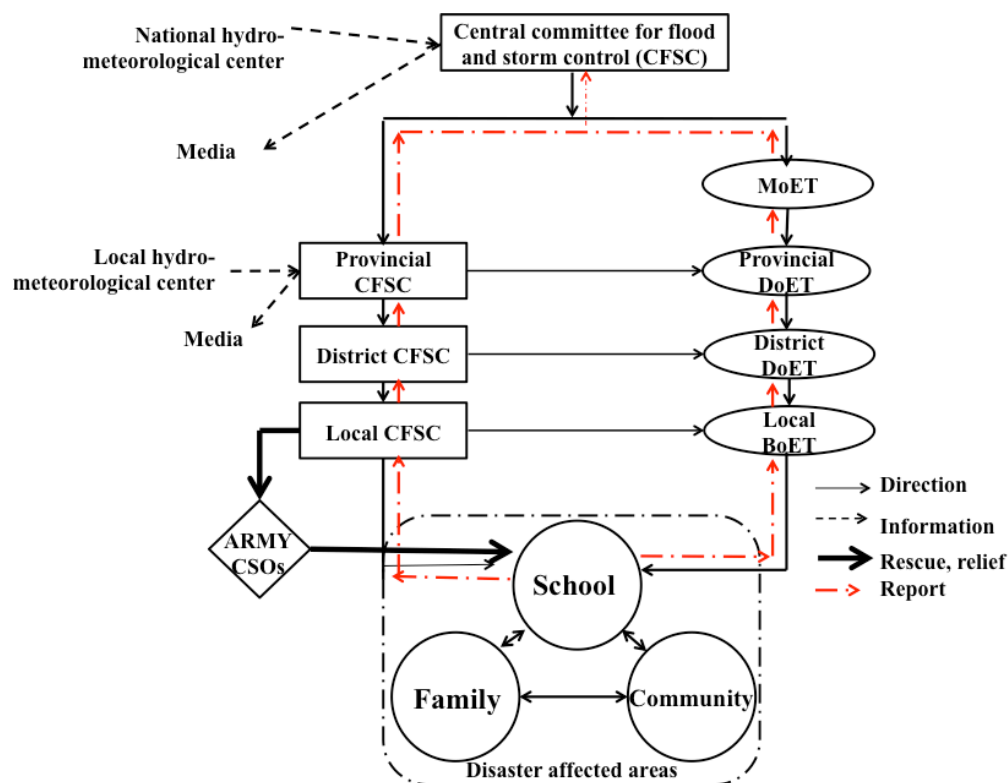 National hydro-
meteorological center
Central committee for flood
and storm control (CFSC)
Media
MoET
Local hydro-
meteorological center
Provincial
CFSC
Provincial
DoET
Media
District CFSC
District
DoET
Local CFSC
Local
BoET
Direction
Information
Rescue, relief
Report
ARMY
CSOs
School
Family
Community
Disaster affected areas